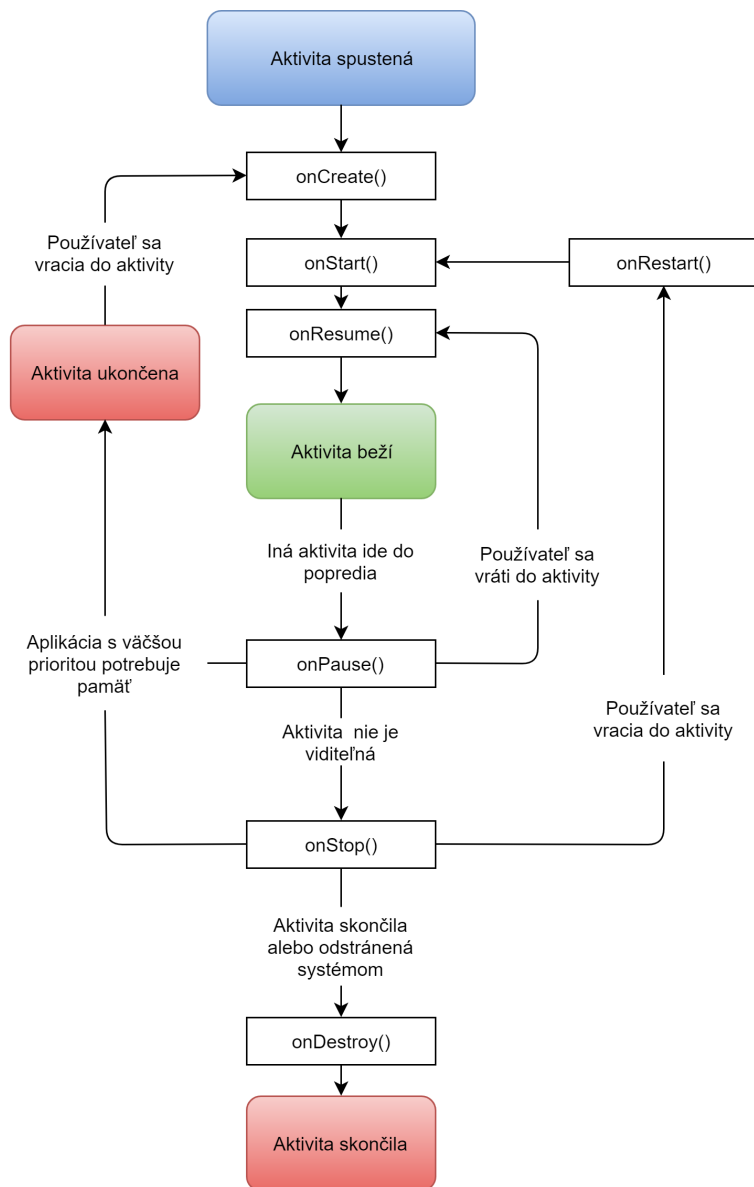 Aktivita spustená
onCreate()
Používateľ sa
vracia do aktivity
onStart()
onRestart()
onResume()
Aktivita ukončena
Aktivita beží
Iná aktivita ide do
popredia
Používateľ sa
vráti do aktivity
Aplikácia s väčšou
prioritou potrebuje
pamäť
onPause()
Používateľ sa
vracia do aktivity
Aktivita  nie je
viditeľná
onStop()
Aktivita skončila
alebo odstránená
systémom
onDestroy()
Aktivita skončila